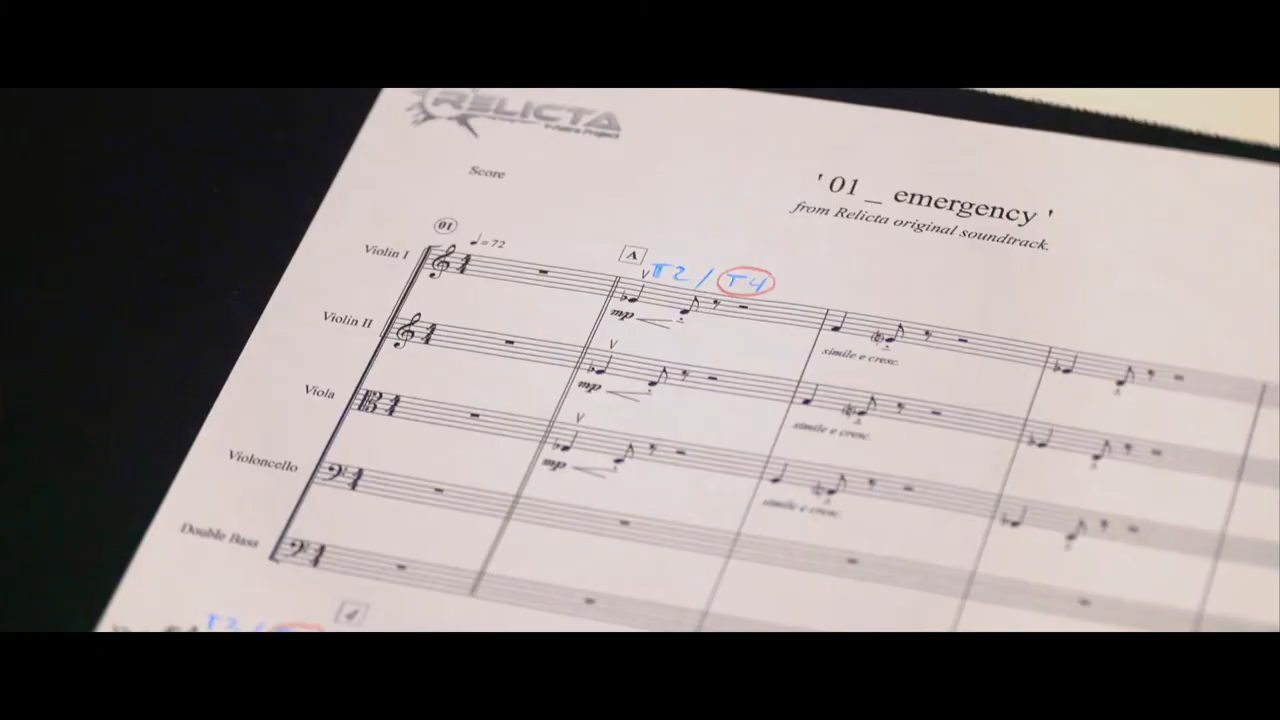 RELICTA
Score
' 01 _ emergency '
from Relicta original soundtrack.
01
♩ = 72
A
T2 / T4
Violin I
mp
simile e cresc.
Violin II
mp
simile e cresc.
Viola
mp
simile e cresc.
Violoncello
Double Bass